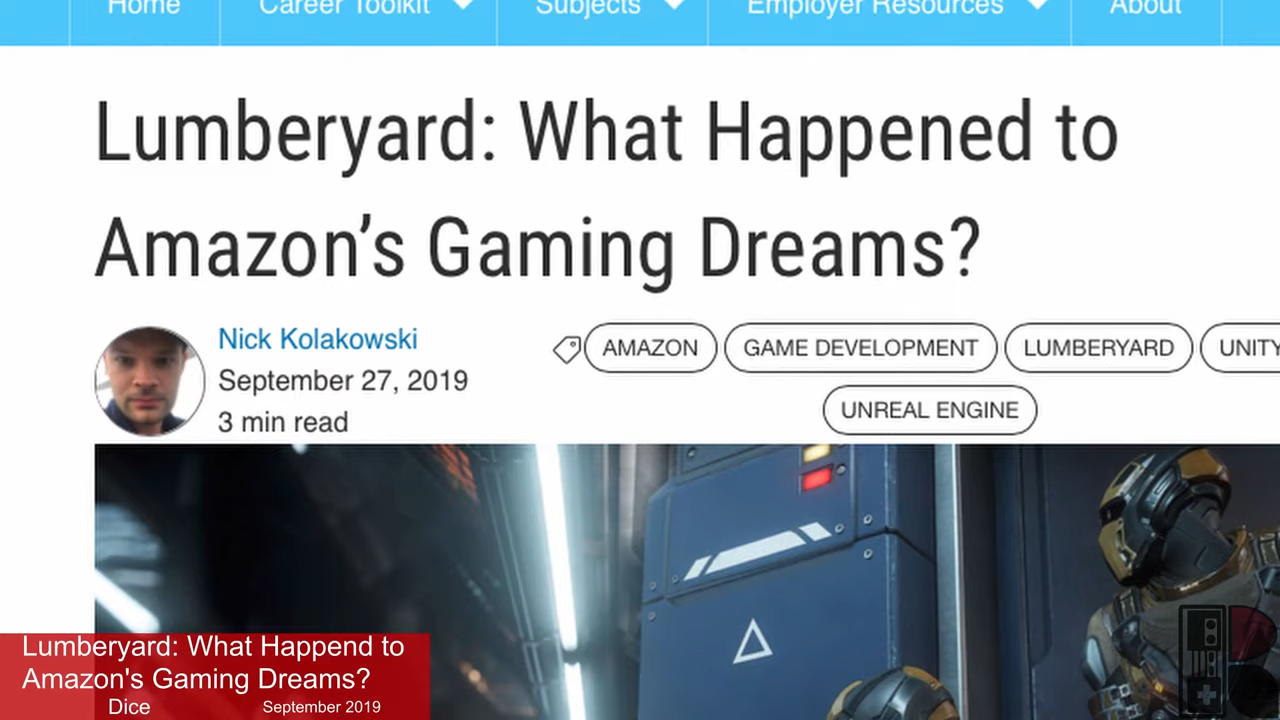 Home Career Toolkit Subjects Employer Resources About
Lumberyard: What Happened to
Amazon’s Gaming Dreams?
Nick Kolakowski
September 27, 2019
3 min read
AMAZON GAME DEVELOPMENT LUMBERYARD UNITY
UNREAL ENGINE
Lumberyard: What Happend to
Amazon's Gaming Dreams?
Dice September 2019